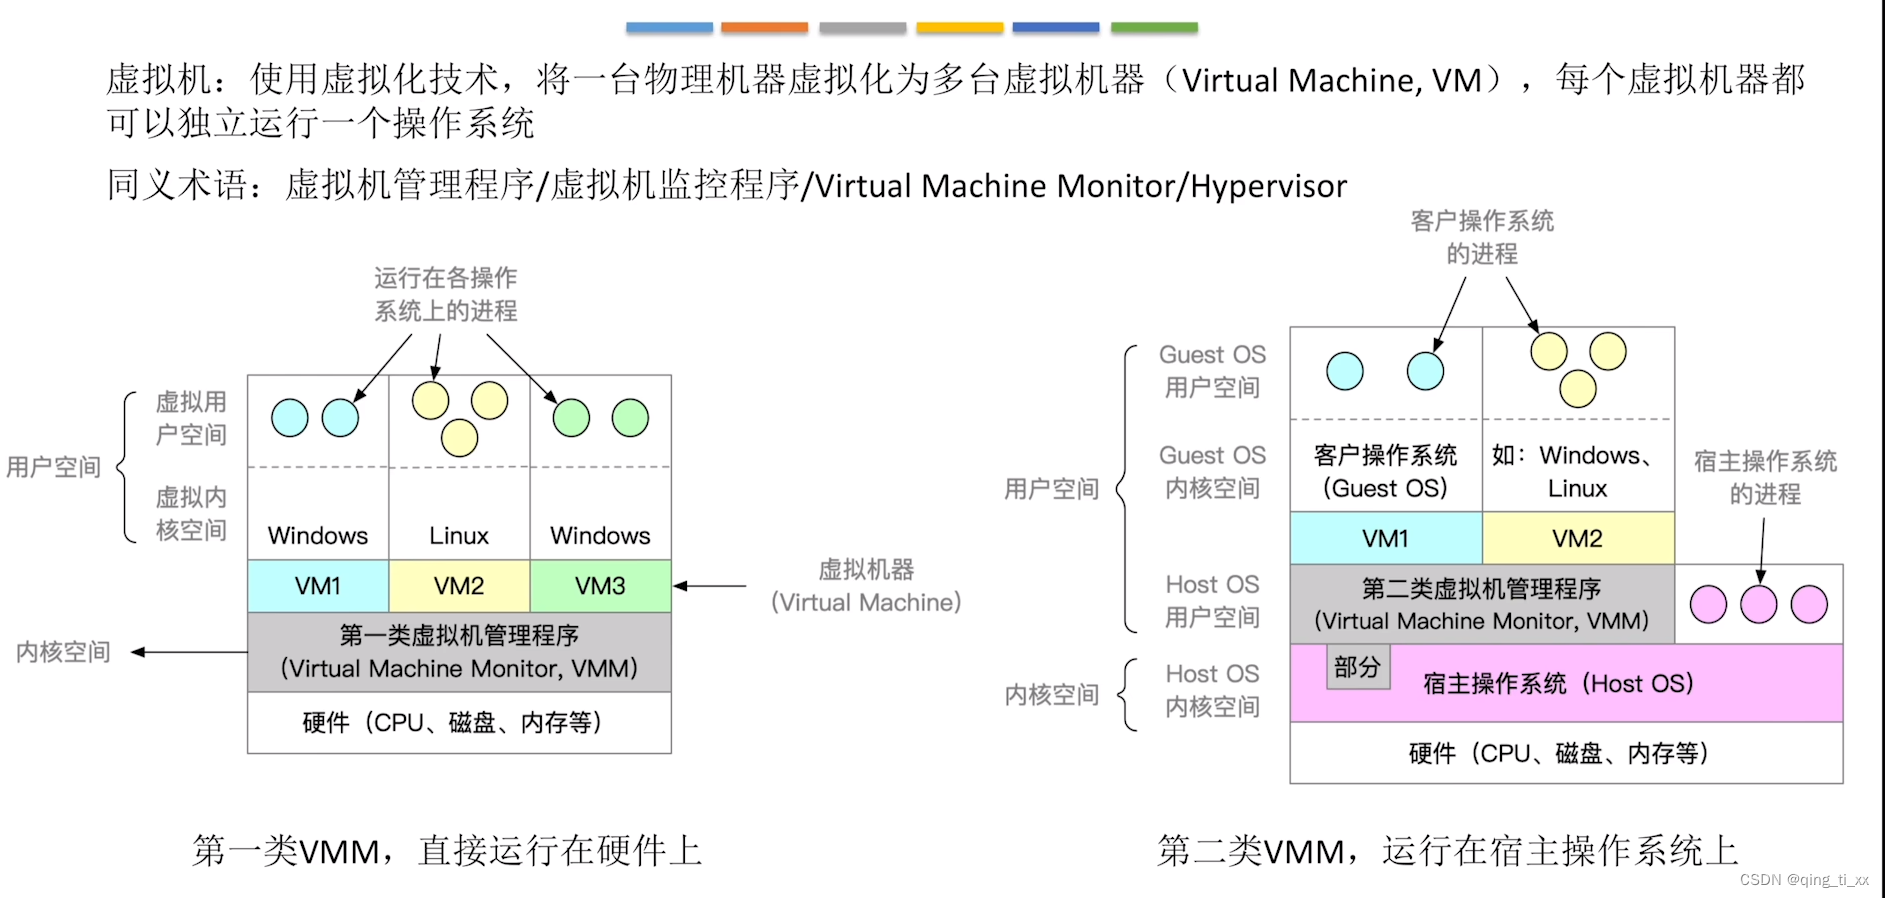 虚拟机：使用虚拟化技术，将一台物理机器虚拟化为多台虚拟机器（Virtual Machine, VM），每个虚拟机器都
可以独立运行一个操作系统
同义术语：虚拟机管理程序/虚拟机监控程序/Virtual Machine Monitor/Hypervisor
运行在各操作
系统上的进程
用户空间
虚拟用
户空间
虚拟内
核空间
Windows
Linux
Windows
VM1
VM2
VM3
虚拟机器
（Virtual Machine）
内核空间
第一类虚拟机管理程序
（Virtual Machine Monitor, VMM）
硬件（CPU、磁盘、内存等）
第一类VMM，直接运行在硬件上
客户操作系统
的进程
用户空间
Guest OS
用户空间
Guest OS
内核空间
客户操作系统
（Guest OS）
如：Windows、
Linux
宿主操作系统
的进程
VM1
VM2
Host OS
用户空间
第二类虚拟机管理程序
（Virtual Machine Monitor, VMM）
内核空间
Host OS
内核空间
部分
宿主操作系统（Host OS）
硬件（CPU、磁盘、内存等）
第二类VMM，运行在宿主操作系统上
CSDN @qing_ti_xx